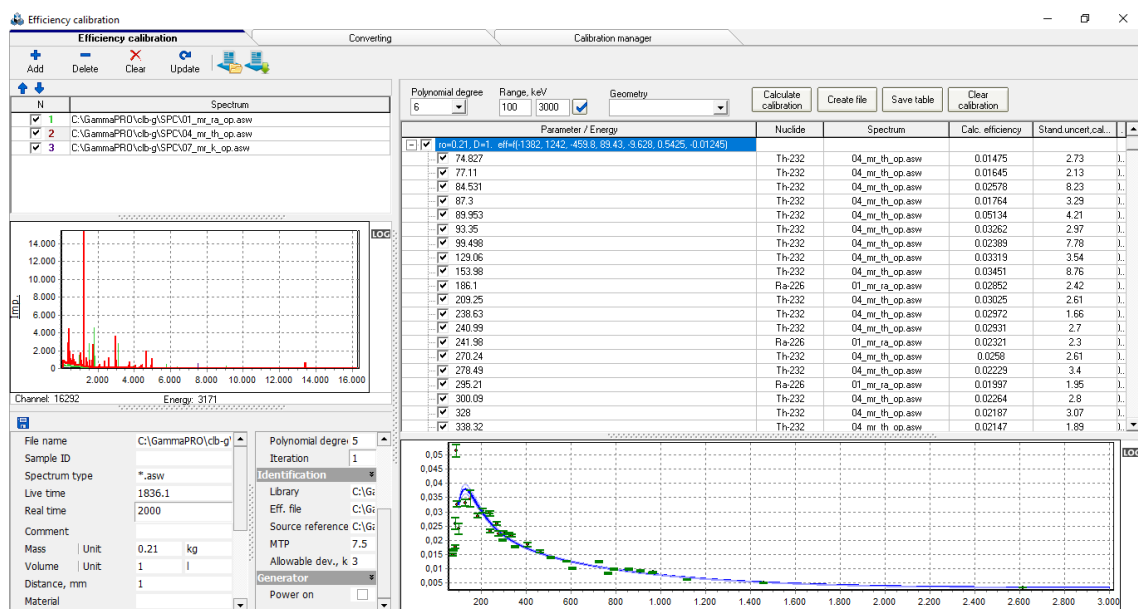 Efficiency calibration
Efficiency calibration Converting Calibration manager
Add Delete Clear Update
N Spectrum
1 C:\GammaPRO\clb-g\SPC\01_mr_ra_op.asw
2 C:\GammaPRO\clb-g\SPC\04_mr_th_op.asw
3 C:\GammaPRO\clb-g\SPC\07_mr_k_op.asw
LOG
Imp.
14.000
12.000
10.000
8.000
6.000
4.000
2.000
0
2.000 4.000 6.000 8.000 10.000 12.000 14.000 16.000
Channel: 16292 Energy: 3171
File name C:\GammaPRO\clb-g\
Sample ID
Spectrum type *.asw
Live time 1836.1
Real time 2000
Comment
Mass Unit 0.21 kg
Volume Unit 1 l
Distance, mm 1
Material
Polynomial degree 5
Iteration 1
Identification
Library C:\Ga
Eff. file C:\Ga
Source reference C:\Ga
MTP 7.5
Allowable dev., k 3
Generator
Power on
Polynomial degree Range, keV Geometry
6 100 3000
Calculate calibration Create file Save table Clear calibration
Parameter / Energy Nuclide Spectrum Calc. efficiency Stand.uncert,cal...
ro=0.21, D=1, eff=f(-1382, 1242, -459.8, 89.43, -9.628, 0.5425, -0.01245)
74.827 Th-232 04_mr_th_op.asw 0.01475 2.73
77.11 Th-232 04_mr_th_op.asw 0.01645 2.13
84.531 Th-232 04_mr_th_op.asw 0.02578 8.23
87.3 Th-232 04_mr_th_op.asw 0.01764 3.29
89.953 Th-232 04_mr_th_op.asw 0.05134 4.21
93.35 Th-232 04_mr_th_op.asw 0.03262 2.97
99.498 Th-232 04_mr_th_op.asw 0.02389 7.78
129.06 Th-232 04_mr_th_op.asw 0.03319 3.54
153.98 Th-232 04_mr_th_op.asw 0.03451 8.76
186.1 Ra-226 01_mr_ra_op.asw 0.02852 2.42
209.25 Th-232 04_mr_th_op.asw 0.03025 2.61
238.63 Th-232 04_mr_th_op.asw 0.02972 1.66
240.99 Th-232 04_mr_th_op.asw 0.02931 2.7
241.98 Ra-226 01_mr_ra_op.asw 0.02321 2.3
270.24 Th-232 04_mr_th_op.asw 0.0258 2.61
278.49 Th-232 04_mr_th_op.asw 0.02229 3.4
295.21 Ra-226 01_mr_ra_op.asw 0.01997 1.95
300.09 Th-232 04_mr_th_op.asw 0.02264 2.8
328 Th-232 04_mr_th_op.asw 0.02187 3.07
338.32 Th-232 04_mr_th_op.asw 0.02147 1.89
LOG
0,05
0,045
0,04
0,035
0,03
0,025
0,02
0,015
0,01
0,005
200 400 600 800 1.000 1.200 1.400 1.600 1.800 2.000 2.200 2.400 2.600 2.800 3.000